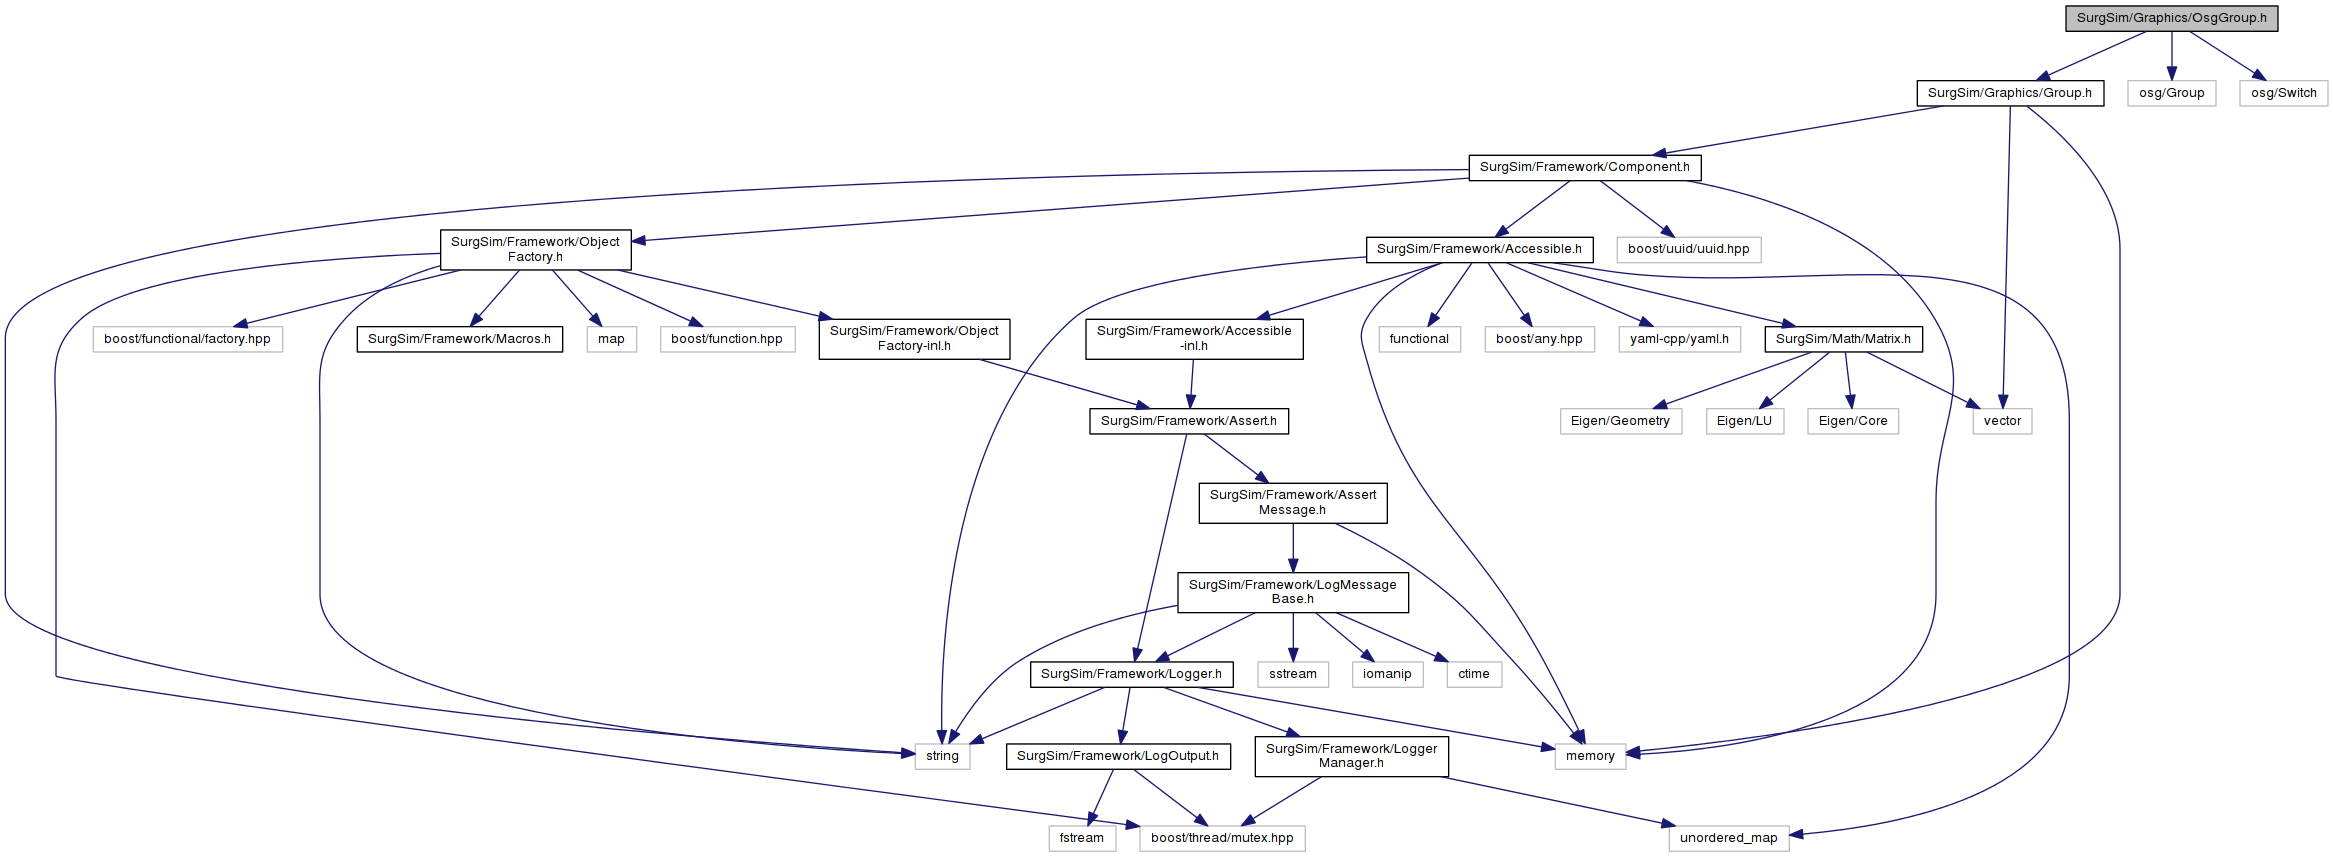 SurgSim/Graphics/OsgGroup.h
SurgSim/Graphics/Group.h
osg/Group
osg/Switch
SurgSim/Framework/Component.h
SurgSim/Framework/Object
Factory.h
SurgSim/Framework/Accessible.h
boost/uuid/uuid.hpp
boost/functional/factory.hpp
SurgSim/Framework/Macros.h
map
boost/function.hpp
SurgSim/Framework/Object
Factory-inl.h
SurgSim/Framework/Accessible
-inl.h
functional
boost/any.hpp
yaml-cpp/yaml.h
SurgSim/Math/Matrix.h
SurgSim/Framework/Assert.h
Eigen/Geometry
Eigen/LU
Eigen/Core
vector
SurgSim/Framework/Assert
Message.h
SurgSim/Framework/LogMessage
Base.h
SurgSim/Framework/Logger.h
sstream
iomanip
ctime
string
SurgSim/Framework/LogOutput.h
SurgSim/Framework/Logger
Manager.h
memory
fstream
boost/thread/mutex.hpp
unordered_map